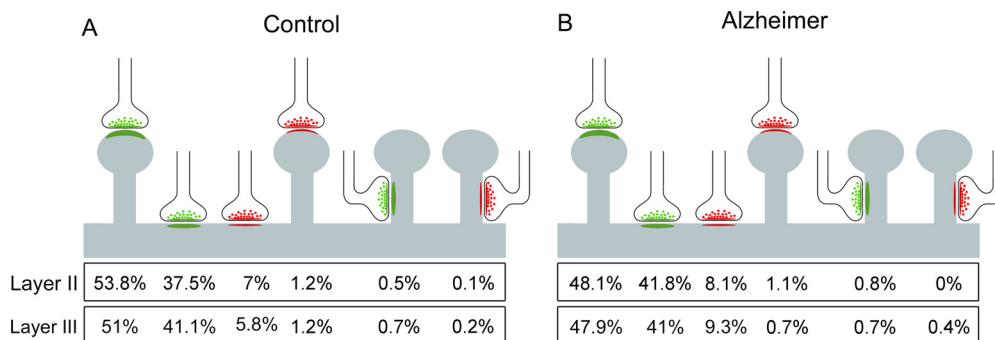 A Control
B Alzheimer
Layer II 53.8% 37.5% 7% 1.2% 0.5% 0.1% 48.1% 41.8% 8.1% 1.1% 0.8% 0%
Layer III 51% 41.1% 5.8% 1.2% 0.7% 0.2% 47.9% 41% 9.3% 0.7% 0.7% 0.4%